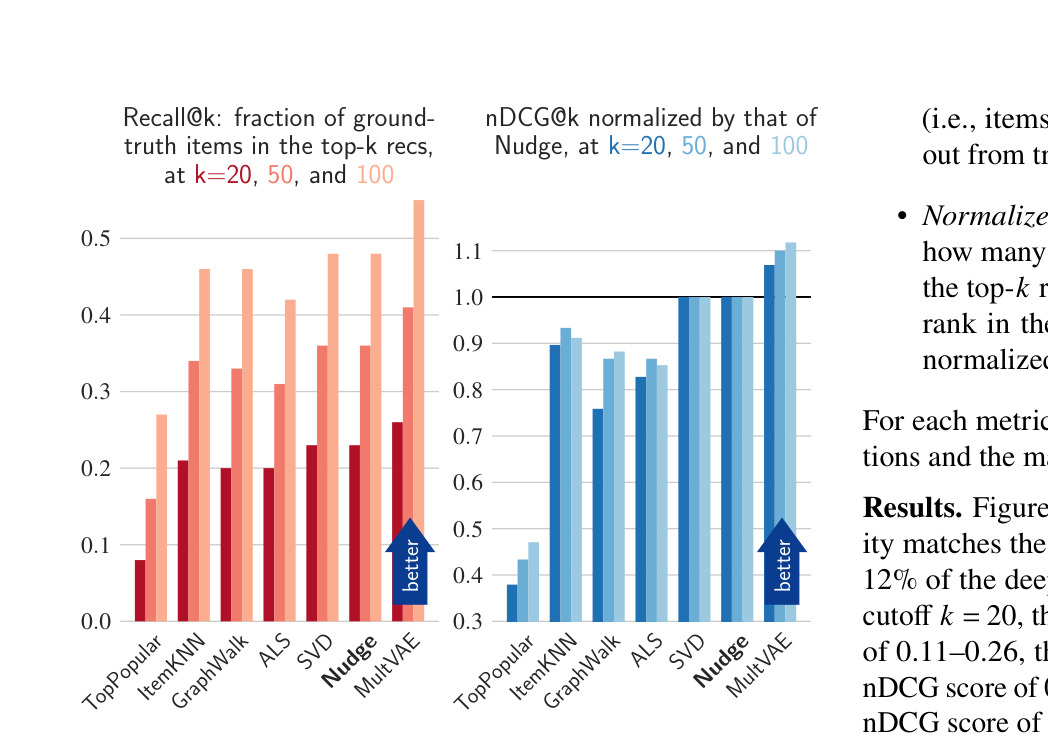 Recall@k: fraction of ground-
truth items in the top-k recs,
at k=20, 50, and 100
0.5
0.4
0.3
0.2
0.1
0.0
better
TopPopular
ItemKNN
GraphWalk
ALS
SVD
Nudge
MultVAE
nDCG@k normalized by that of
Nudge, at k=20, 50, and 100
1.1
1.0
0.9
0.8
0.7
0.6
0.5
0.4
0.3
better
TopPopular
ItemKNN
GraphWalk
ALS
SVD
Nudge
MultVAE
(i.e., items
out from tr
• Normalize
how many
the top-k r
rank in the
normalized
For each metric
tions and the ma
Results. Figure
ity matches the
12% of the deep
cutoff k = 20, th
of 0.11–0.26, th
nDCG score of 0
nDCG score of